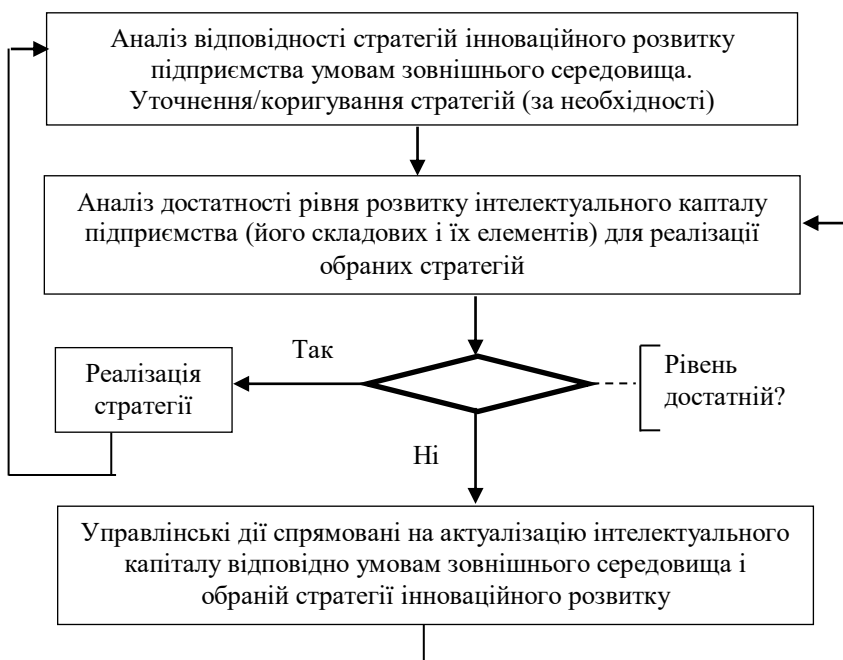 Аналіз відповідності стратегій інноваційного розвитку
підприємства умовам зовнішнього середовища.
Уточнення/коригування стратегій (за необхідності)
Аналіз достатності рівня розвитку інтелектуального капталу
підприємства (його складових і їх елементів) для реалізації
обраних стратегій
Так
Реалізація
стратегії
Рівень
достатній?
Ні
Управлінські дії спрямовані на актуалізацію інтелектуального
капіталу відповідно умовам зовнішнього середовища і
обраній стратегії інноваційного розвитку